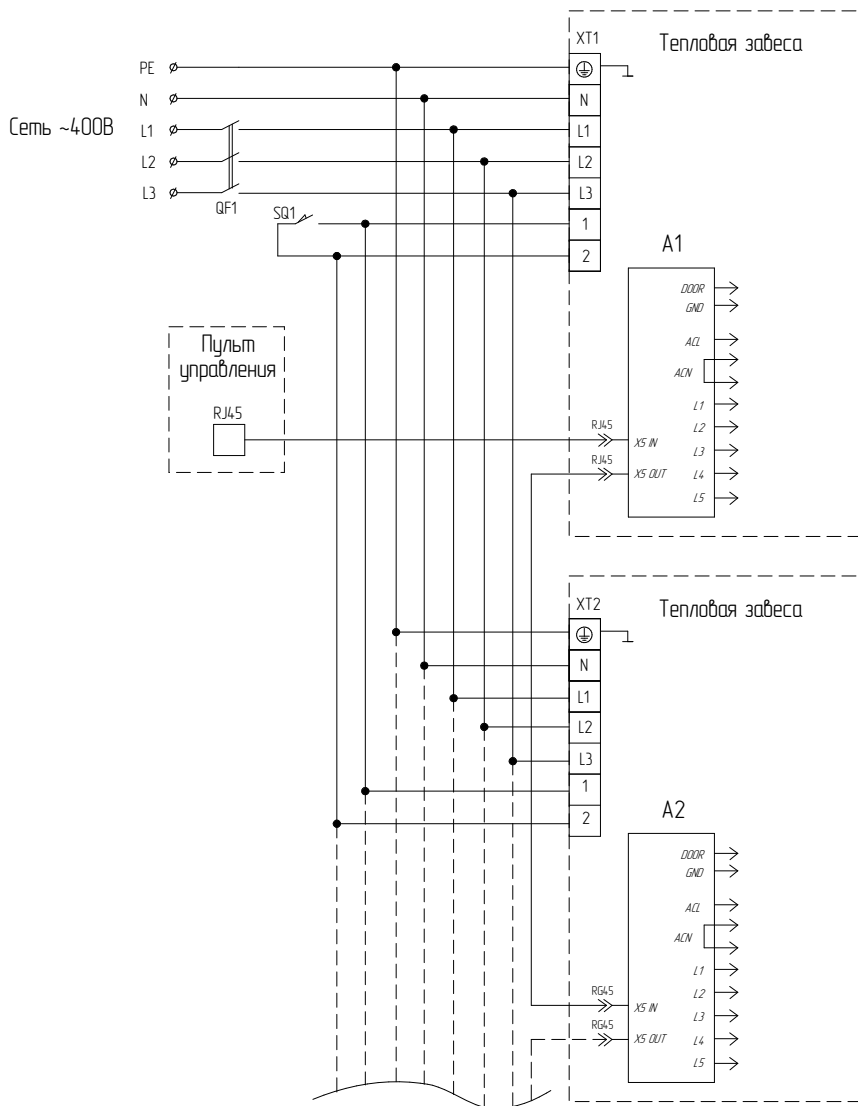 XT1
Тепловая завеса
PE
N
N
Сеть ~400В
L1
L1
L2
L2
L3
L3
QF1
SQ1
1
2
A1
DOOR
GND
ACL
ACN
L1
L2
L3
L4
L5
Пульт
управления
RJ45
RJ45
X5 IN
RJ45
X5 OUT
XT2
Тепловая завеса
N
L1
L2
L3
1
2
A2
DOOR
GND
ACL
ACN
L1
L2
L3
L4
L5
RG45
X5 IN
RG45
X5 OUT